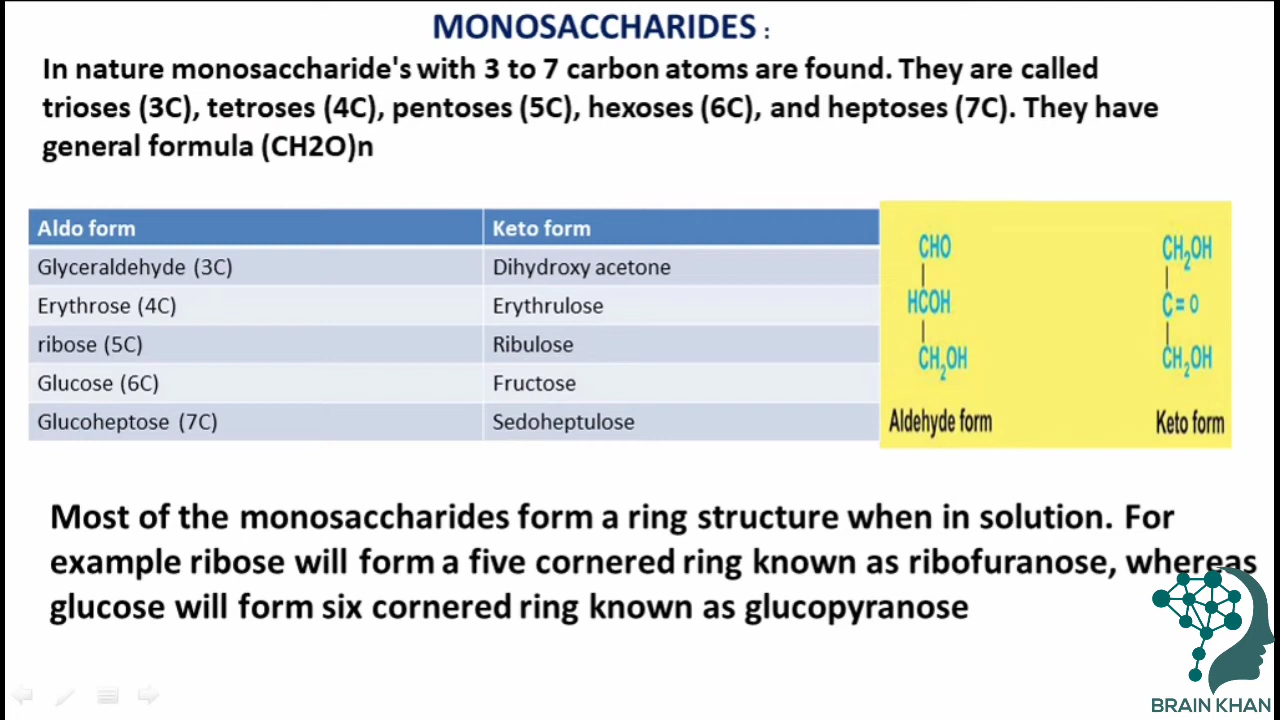 MONOSACCHARIDES :
In nature monosaccharide's with 3 to 7 carbon atoms are found. They are called
trioses (3C), tetroses (4C), pentoses (5C), hexoses (6C), and heptoses (7C). They have
general formula (CH2O)n
Aldo form Keto form
Glyceraldehyde (3C) Dihydroxy acetone
Erythrose (4C) Erythrulose
ribose (5C) Ribulose
Glucose (6C) Fructose
Glucoheptose (7C) Sedoheptulose
CHO CH2OH
HCOH C=O
CH2OH CH2OH
Aldehyde form Keto form
Most of the monosaccharides form a ring structure when in solution. For
example ribose will form a five cornered ring known as ribofuranose, whereas
glucose will form six cornered ring known as glucopyranose
BRAIN KHAN